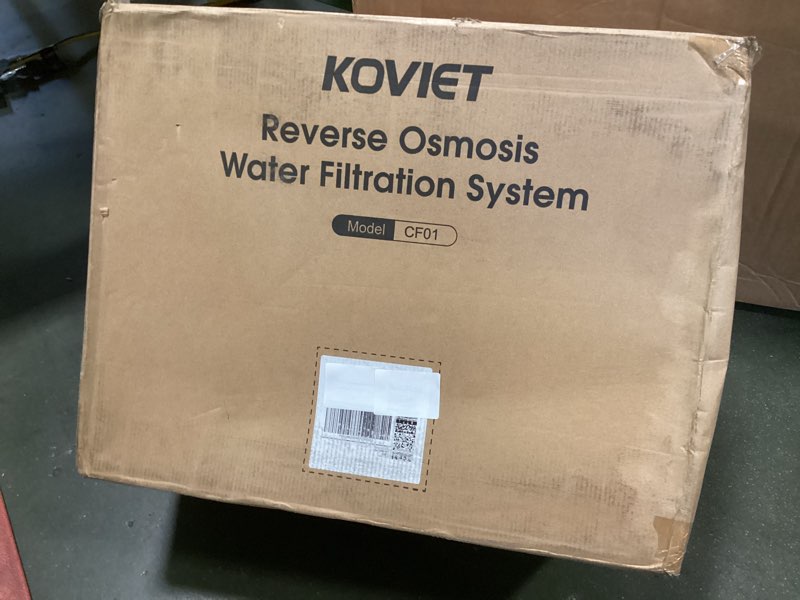 KOVIET
Reverse Osmosis
Water Filtration System
Model CF01